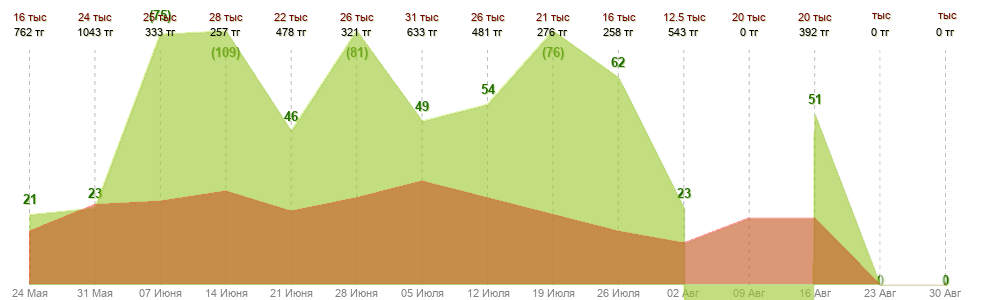 16 тыс 24 тыс 25 тыс 28 тыс 22 тыс 26 тыс 31 тыс 26 тыс 21 тыс 16 тыс 12.5 тыс 20 тыс 20 тыс тыс тыс
762 тг 1043 тг 333 тг 257 тг 478 тг 321 тг 633 тг 481 тг 276 тг 258 тг 543 тг 0 тг 392 тг 0 тг 0 тг
21 23 (75) (109) 46 (81) 49 54 (76) 62 23 51 0 0
24 Мая 31 Мая 07 Июня 14 Июня 21 Июня 28 Июня 05 Июля 12 Июля 19 Июля 26 Июля 02 Авг 09 Авг 16 Авг 23 Авг 30 Авг